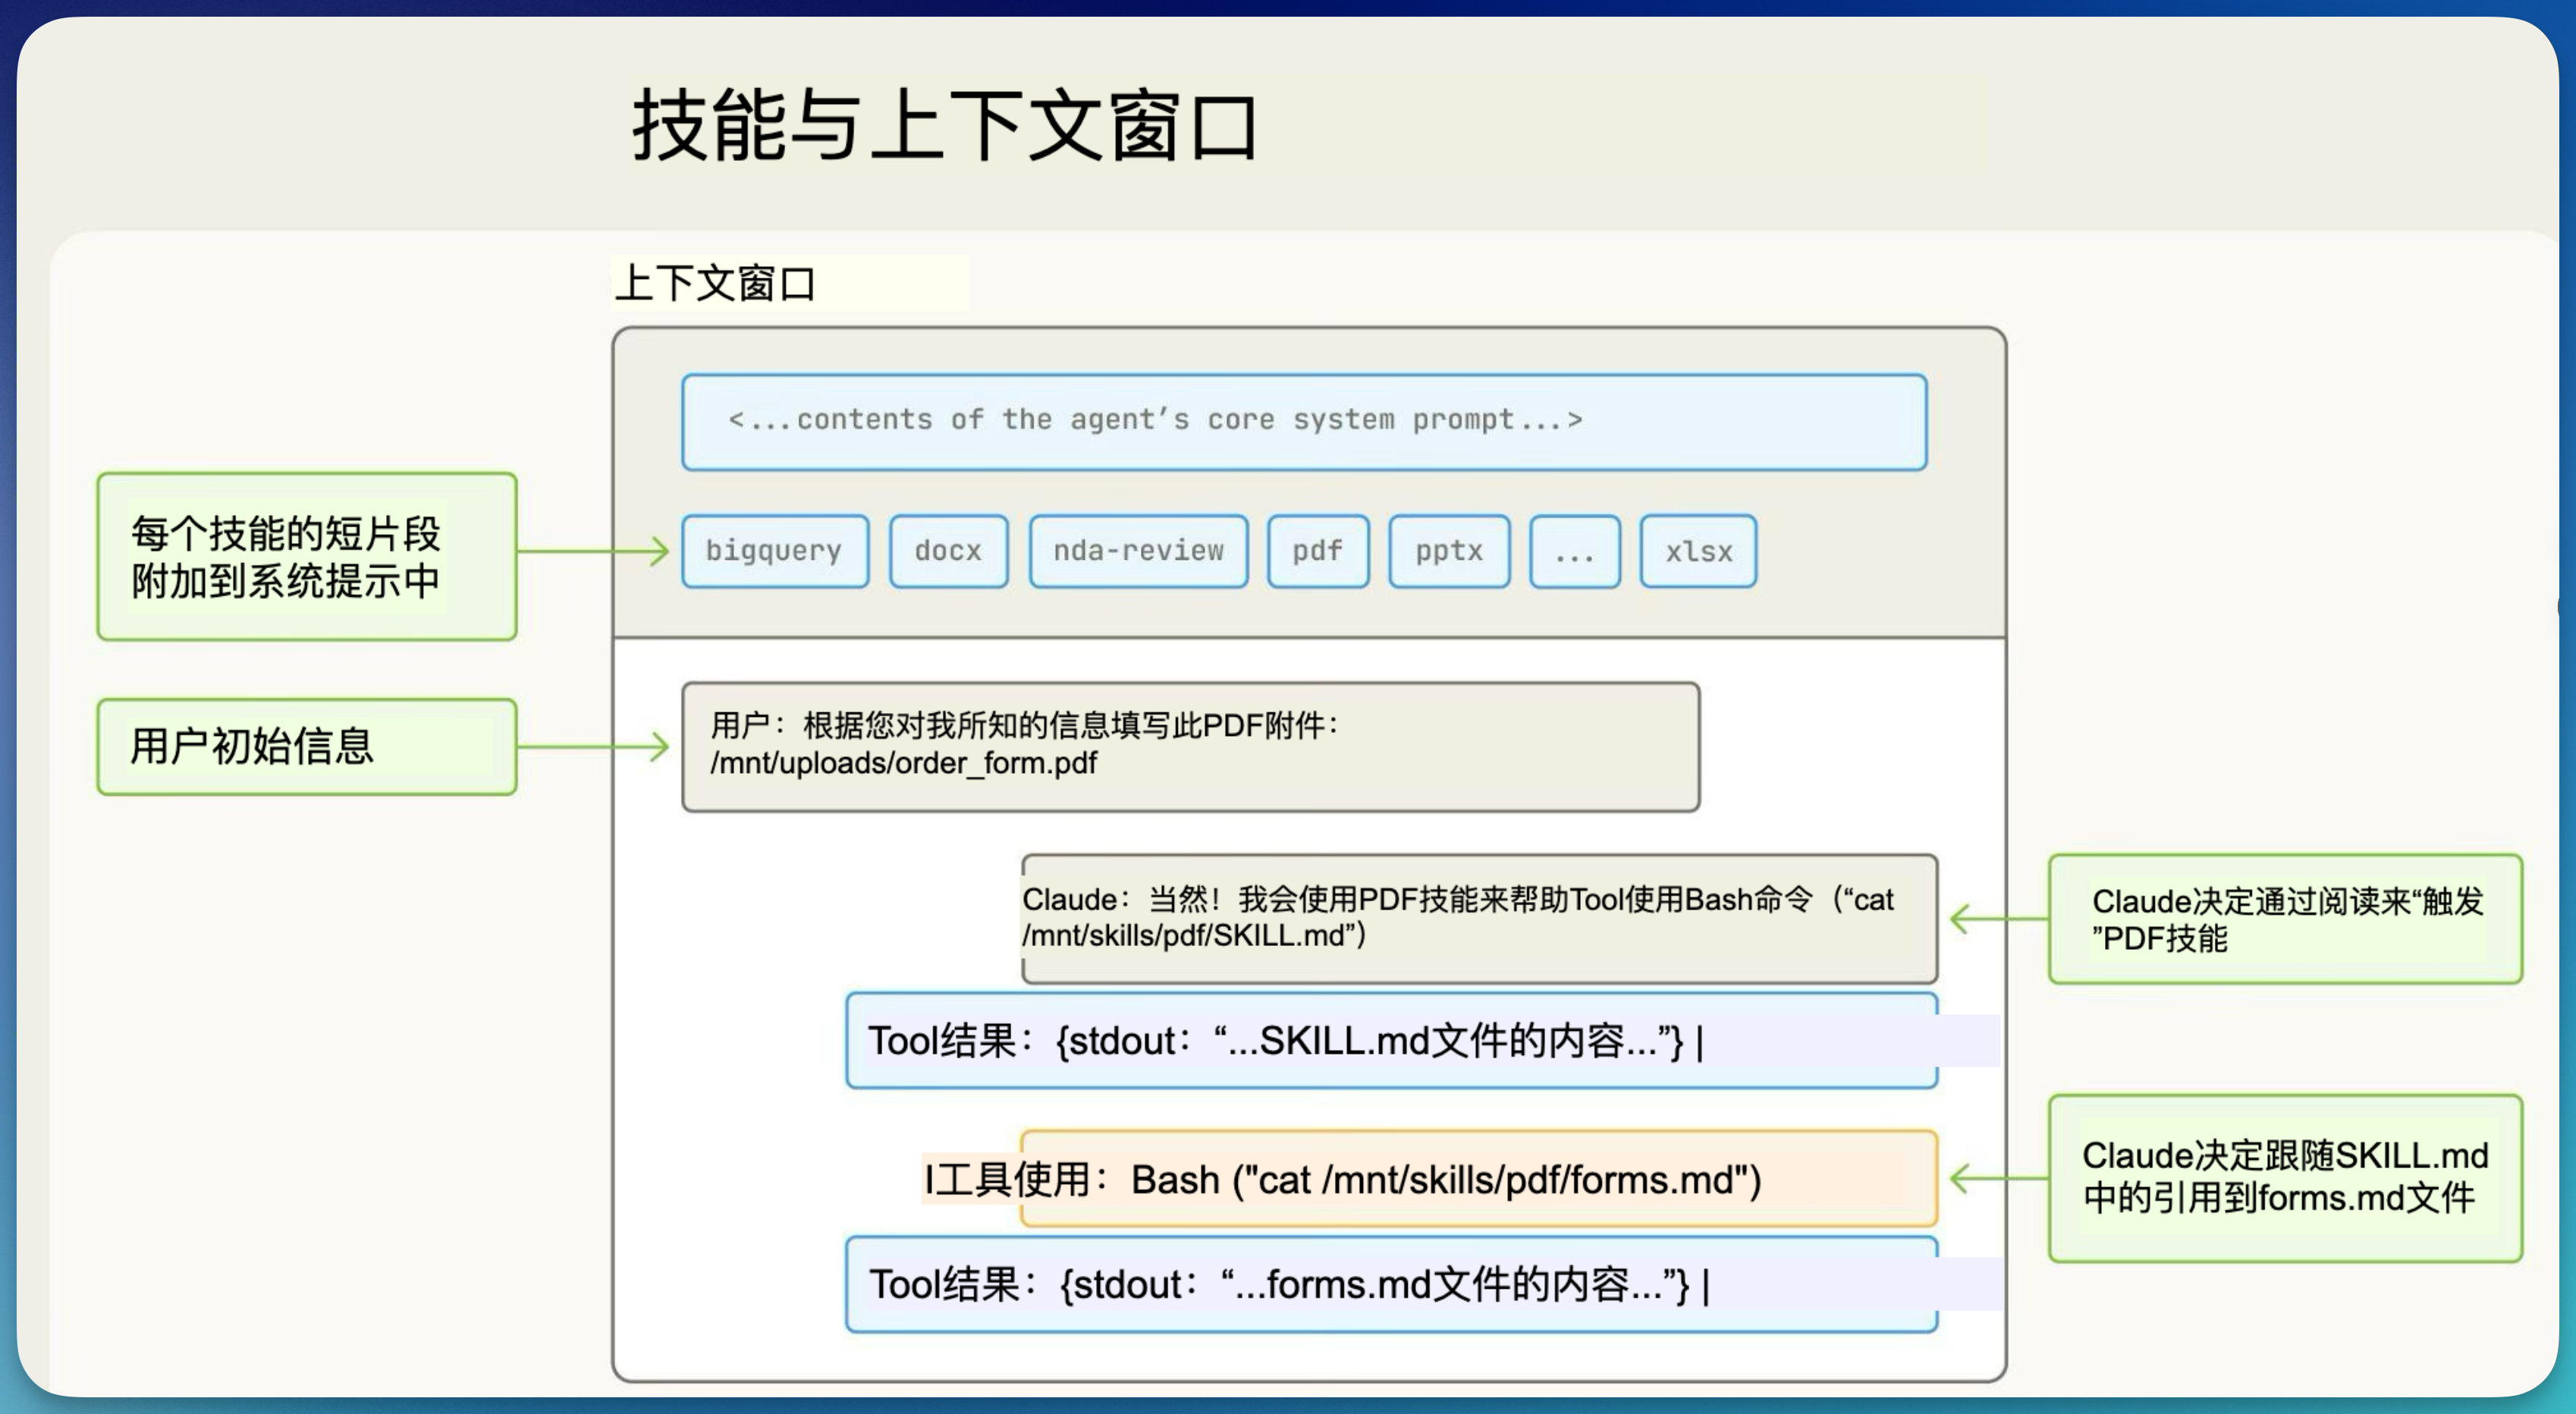 技能与上下文窗口
上下文窗口
<...contents of the agent’s core system prompt...>
每个技能的短片段
附加到系统提示中
bigquery
docx
nda-review
pdf
pptx
...
xlsx
用户初始信息
用户：根据您对我所知的信息填写此PDF附件：
/mnt/uploads/order_form.pdf
Claude：当然！我会使用PDF技能来帮助Tool使用Bash命令（“cat
/mnt/skills/pdf/SKILL.md”）
Claude决定通过阅读来“触发
”PDF技能
Tool结果：{stdout：“...SKILL.md文件的内容...”} |
I工具使用：Bash ("cat /mnt/skills/pdf/forms.md")
Claude决定跟随SKILL.md
中的引用到forms.md文件
Tool结果：{stdout：“...forms.md文件的内容...”} |